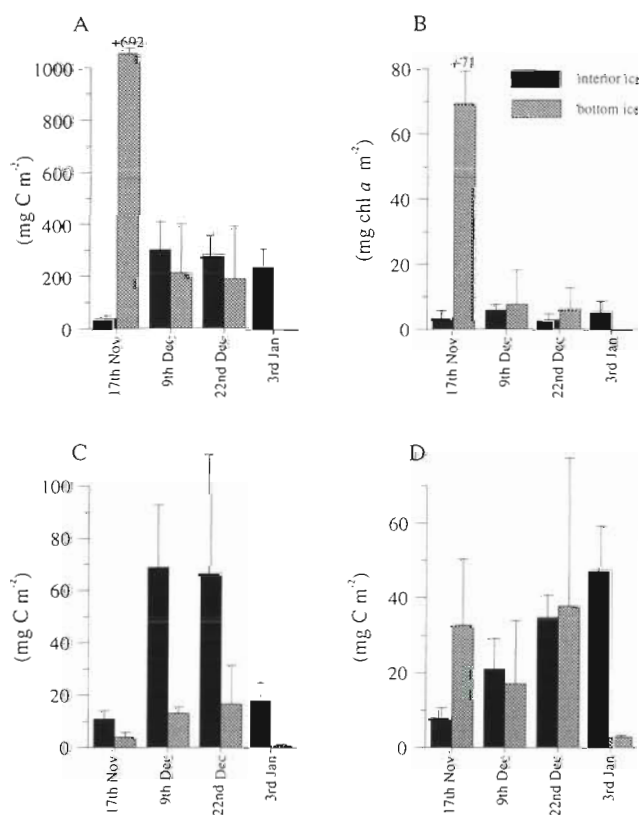 A
+692
1000
800
600
400
200
0
(mg C m-2)
17th Nov
9th Dec
22nd Dec
3rd Jan
B
+71
80
60
40
20
0
(mg chl a m-2)
17th Nov
9th Dec
22nd Dec
3rd Jan
interior ice
bottom ice
C
100
80
60
40
20
0
(mg C m-2)
17th Nov
9th Dec
22nd Dec
3rd Jan
D
60
40
20
0
(mg C m-2)
17th Nov
9th Dec
22nd Dec
3rd Jan